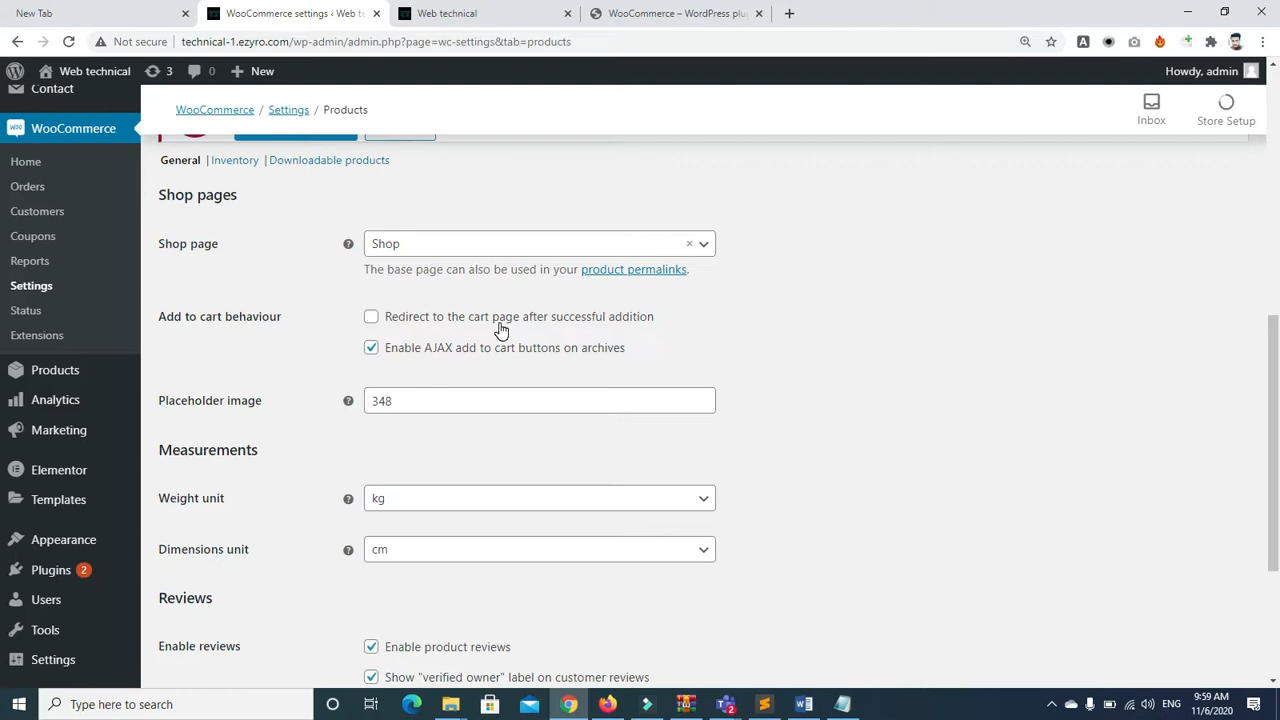 New Tab
WooCommerce settings ‹ Web te
Web technical
WooCommerce – WordPress plu
Not secure
technical-1.ezyro.com/wp-admin/admin.php?page=wc-settings&tab=products
Web technical
3
0
New
Howdy, admin
Contact
WooCommerce
Home
Orders
Customers
Coupons
Reports
Settings
Status
Extensions
Products
Analytics
Marketing
Elementor
Templates
Appearance
Plugins 2
Users
Tools
Settings
WooCommerce / Settings / Products
Inbox
Store Setup
General | Inventory | Downloadable products
Shop pages
Shop page
Shop
The base page can also be used in your product permalinks.
Add to cart behaviour
Redirect to the cart page after successful addition
Enable AJAX add to cart buttons on archives
Placeholder image
348
Measurements
Weight unit
kg
Dimensions unit
cm
Reviews
Enable reviews
Enable product reviews
Show "verified owner" label on customer reviews
Type here to search
ENG
9:59 AM
11/6/2020